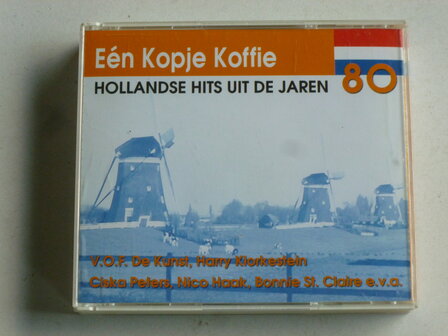 Eén Kopje Koffie
HOLLANDSE HITS UIT DE JAREN 80
V.O.F. De Kunst, Harry Klorkestein
Ciska Peters, Nico Haak, Bonnie St. Claire e.v.a.